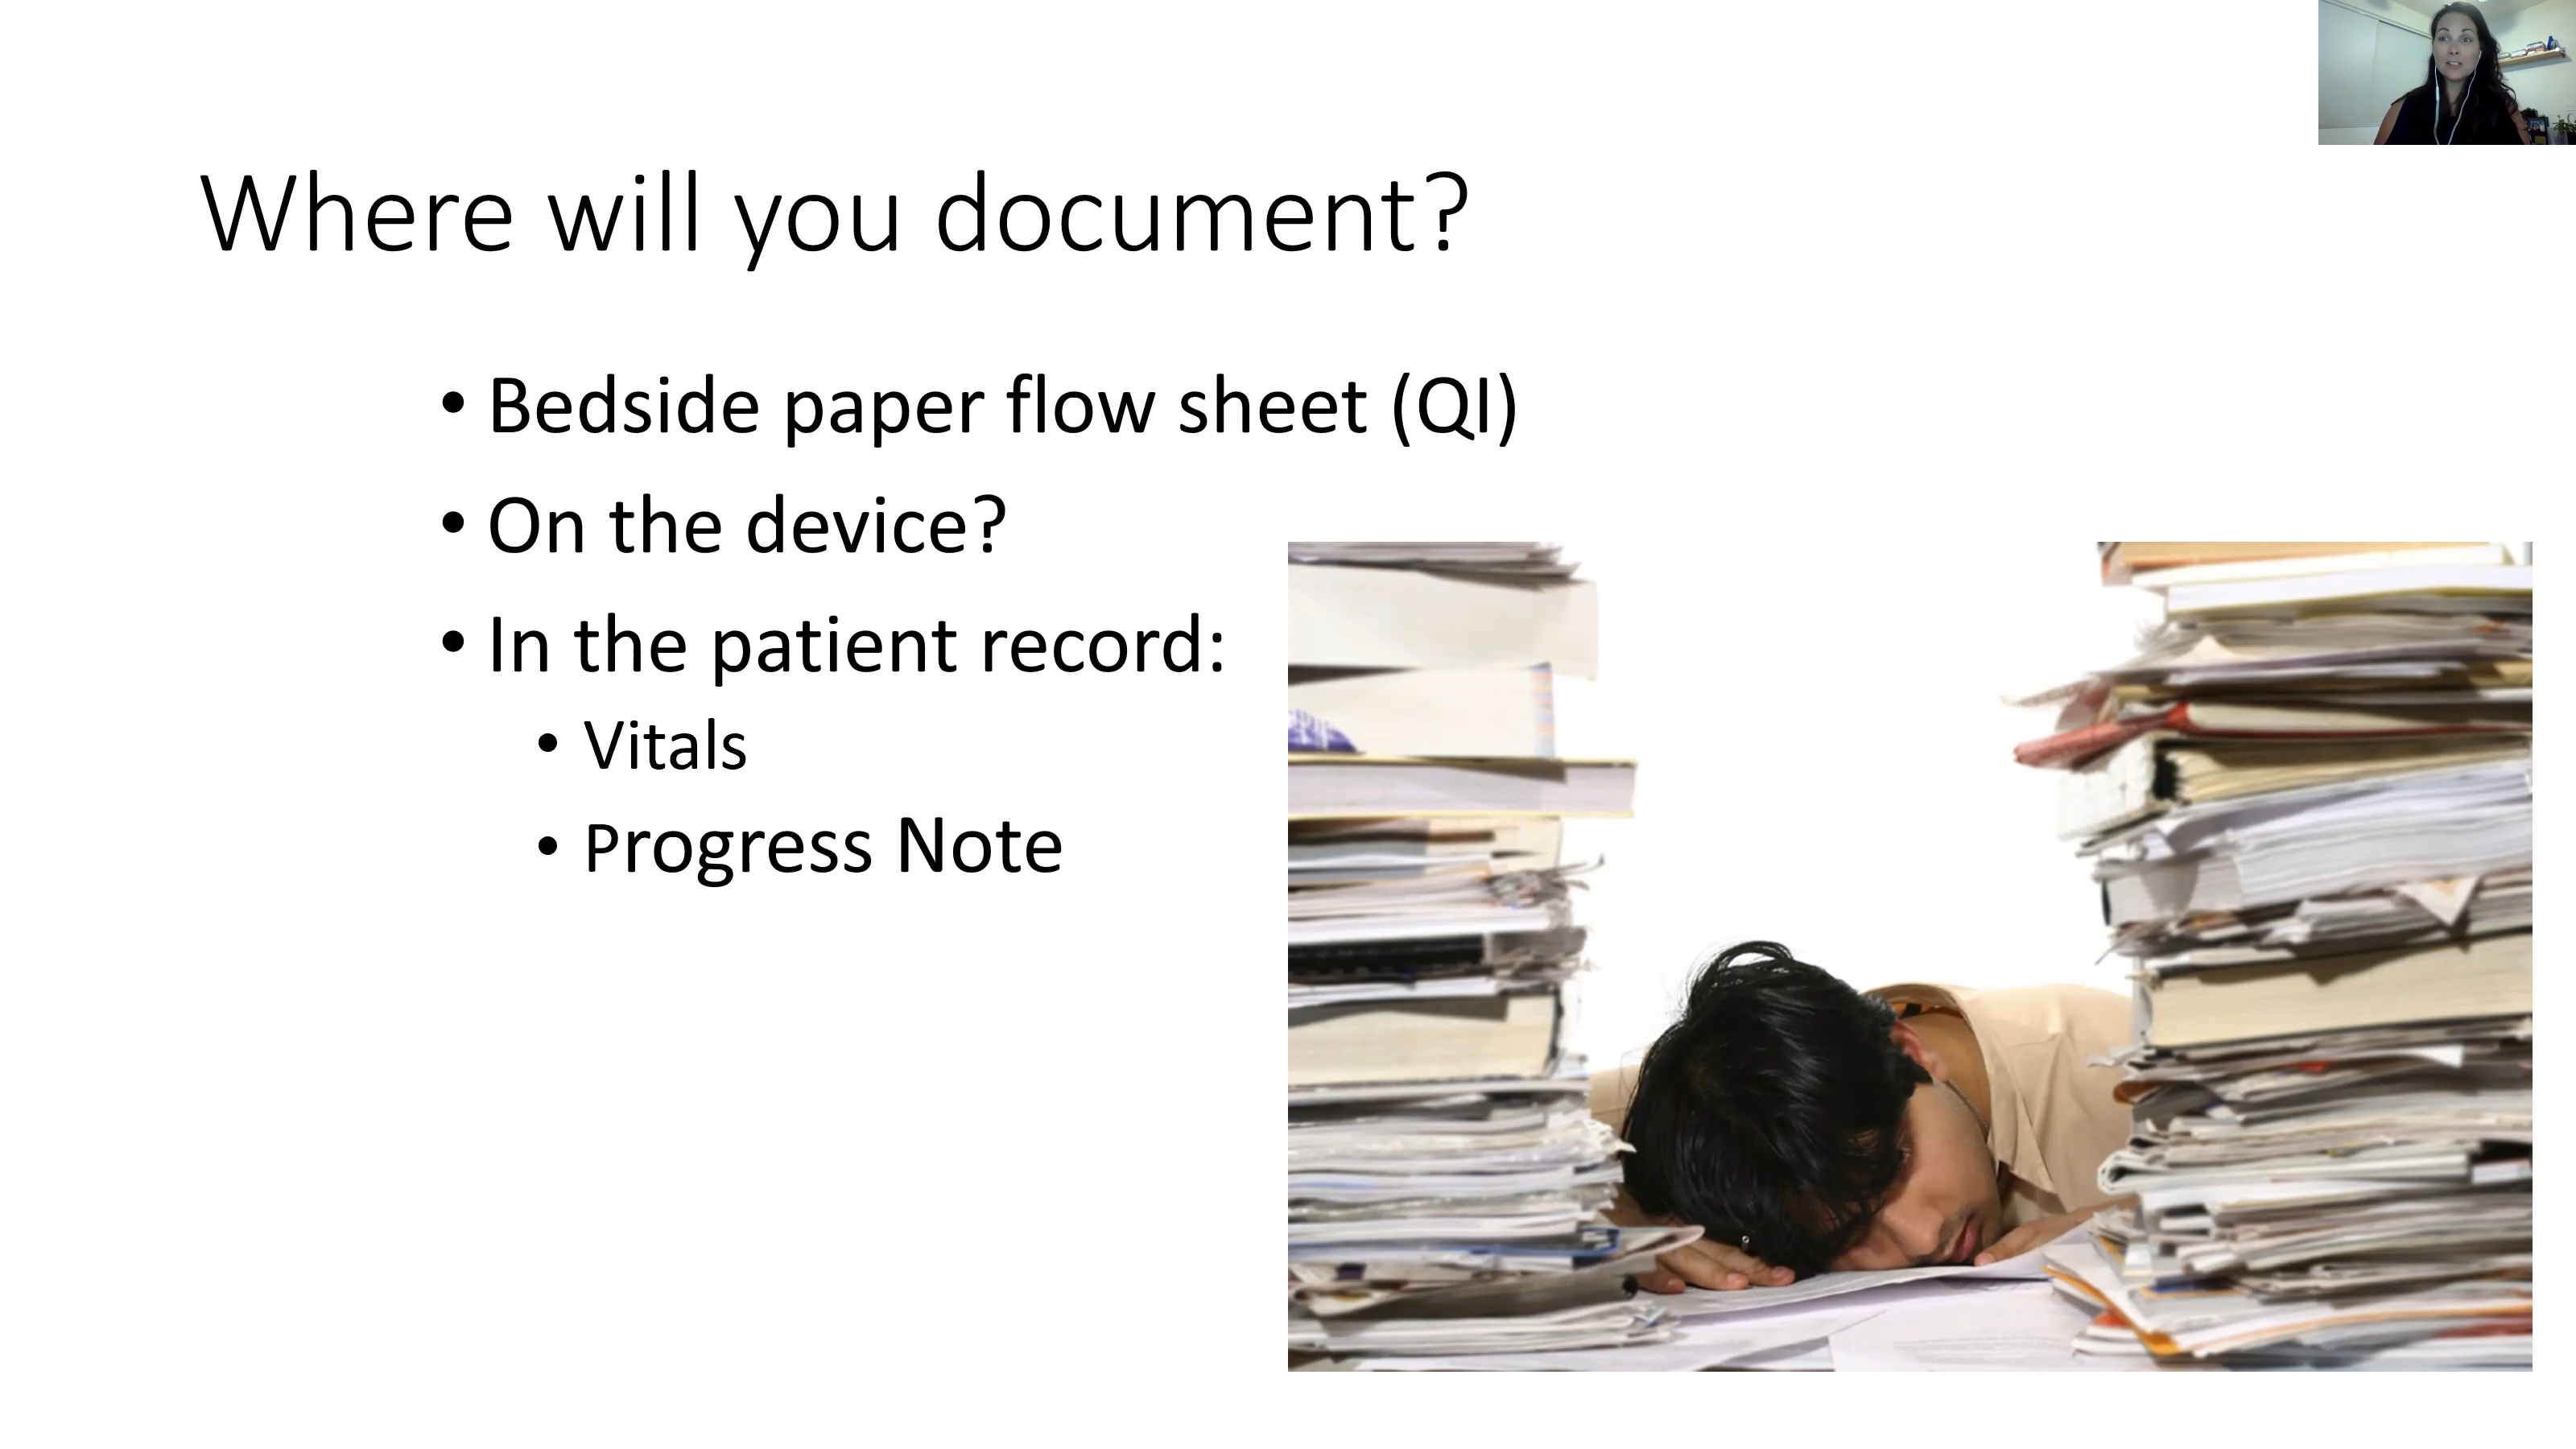 Where will you document?
• Bedside paper flow sheet (QI)
• On the device?
• In the patient record:
• Vitals
• Progress Note